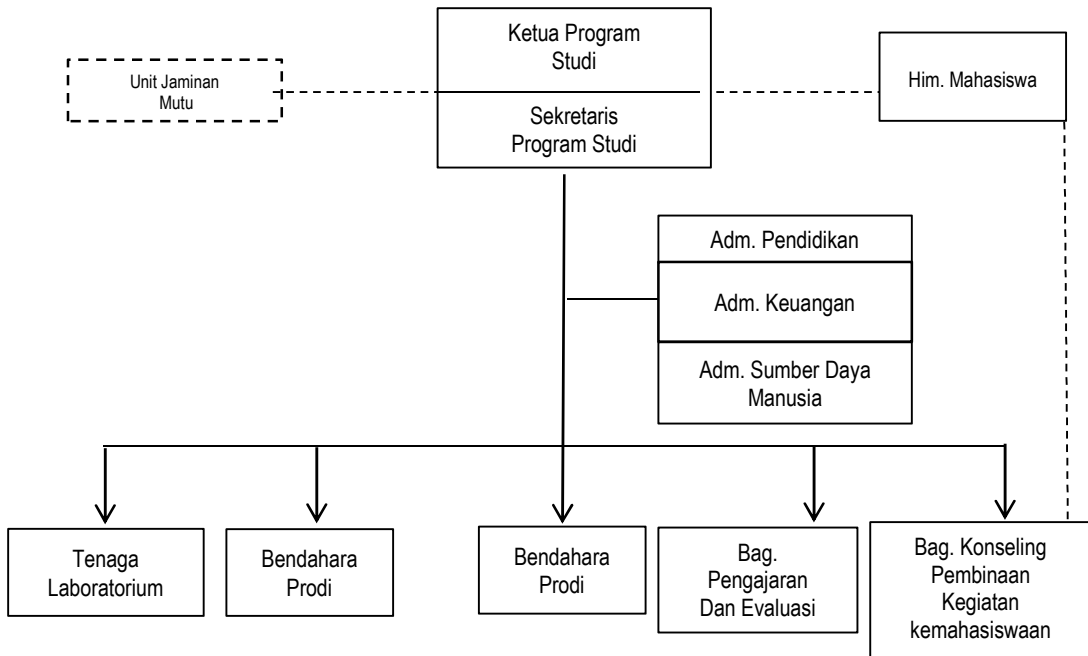 Ketua Program
Studi
Unit Jaminan
Mutu
Him. Mahasiswa
Sekretaris
Program Studi
Adm. Pendidikan
Adm. Keuangan
Adm. Sumber Daya
Manusia
Tenaga
Laboratorium
Bendahara
Prodi
Bendahara
Prodi
Bag.
Pengajaran
Dan Evaluasi
Bag. Konseling
Pembinaan
Kegiatan
kemahasiswaan